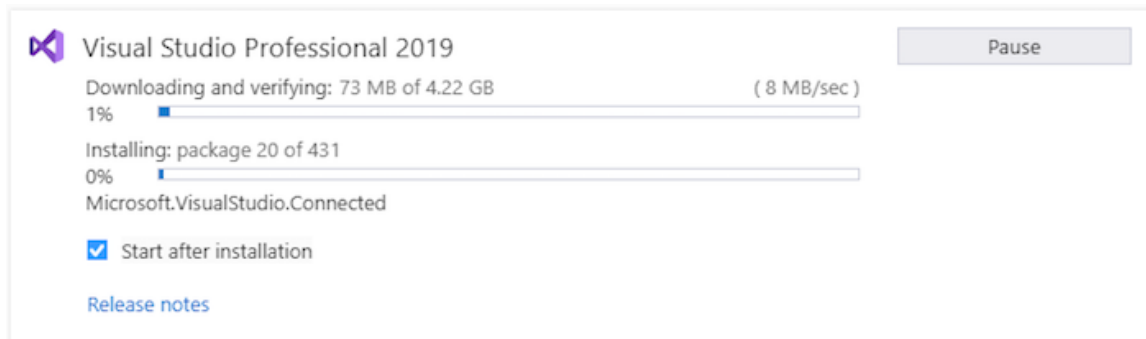 Visual Studio Professional 2019
Pause
Downloading and verifying: 73 MB of 4.22 GB ( 8 MB/sec )
1%
Installing: package 20 of 431
0%
Microsoft.VisualStudio.Connected
Start after installation
Release notes